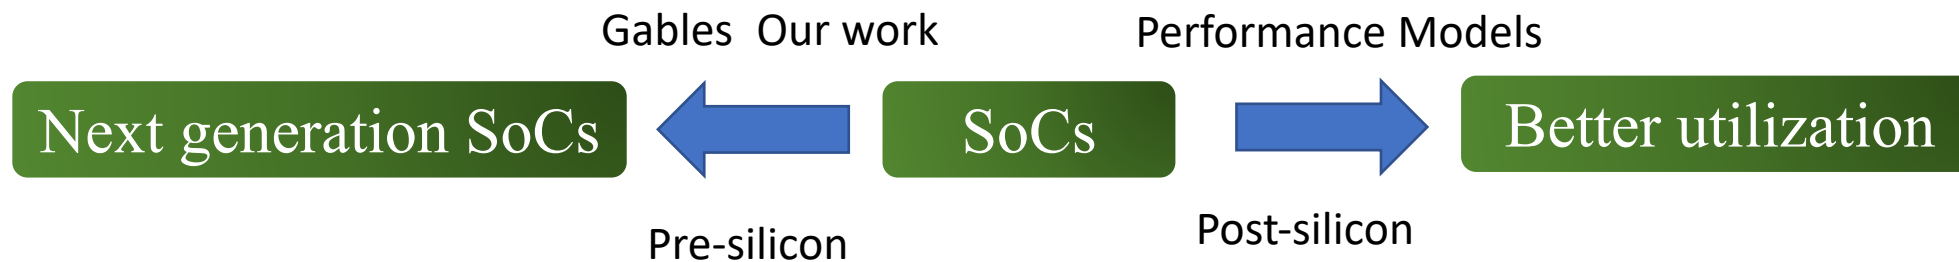 Gables Our work
Performance Models
Next generation SoCs
SoCs
Better utilization
Pre-silicon
Post-silicon